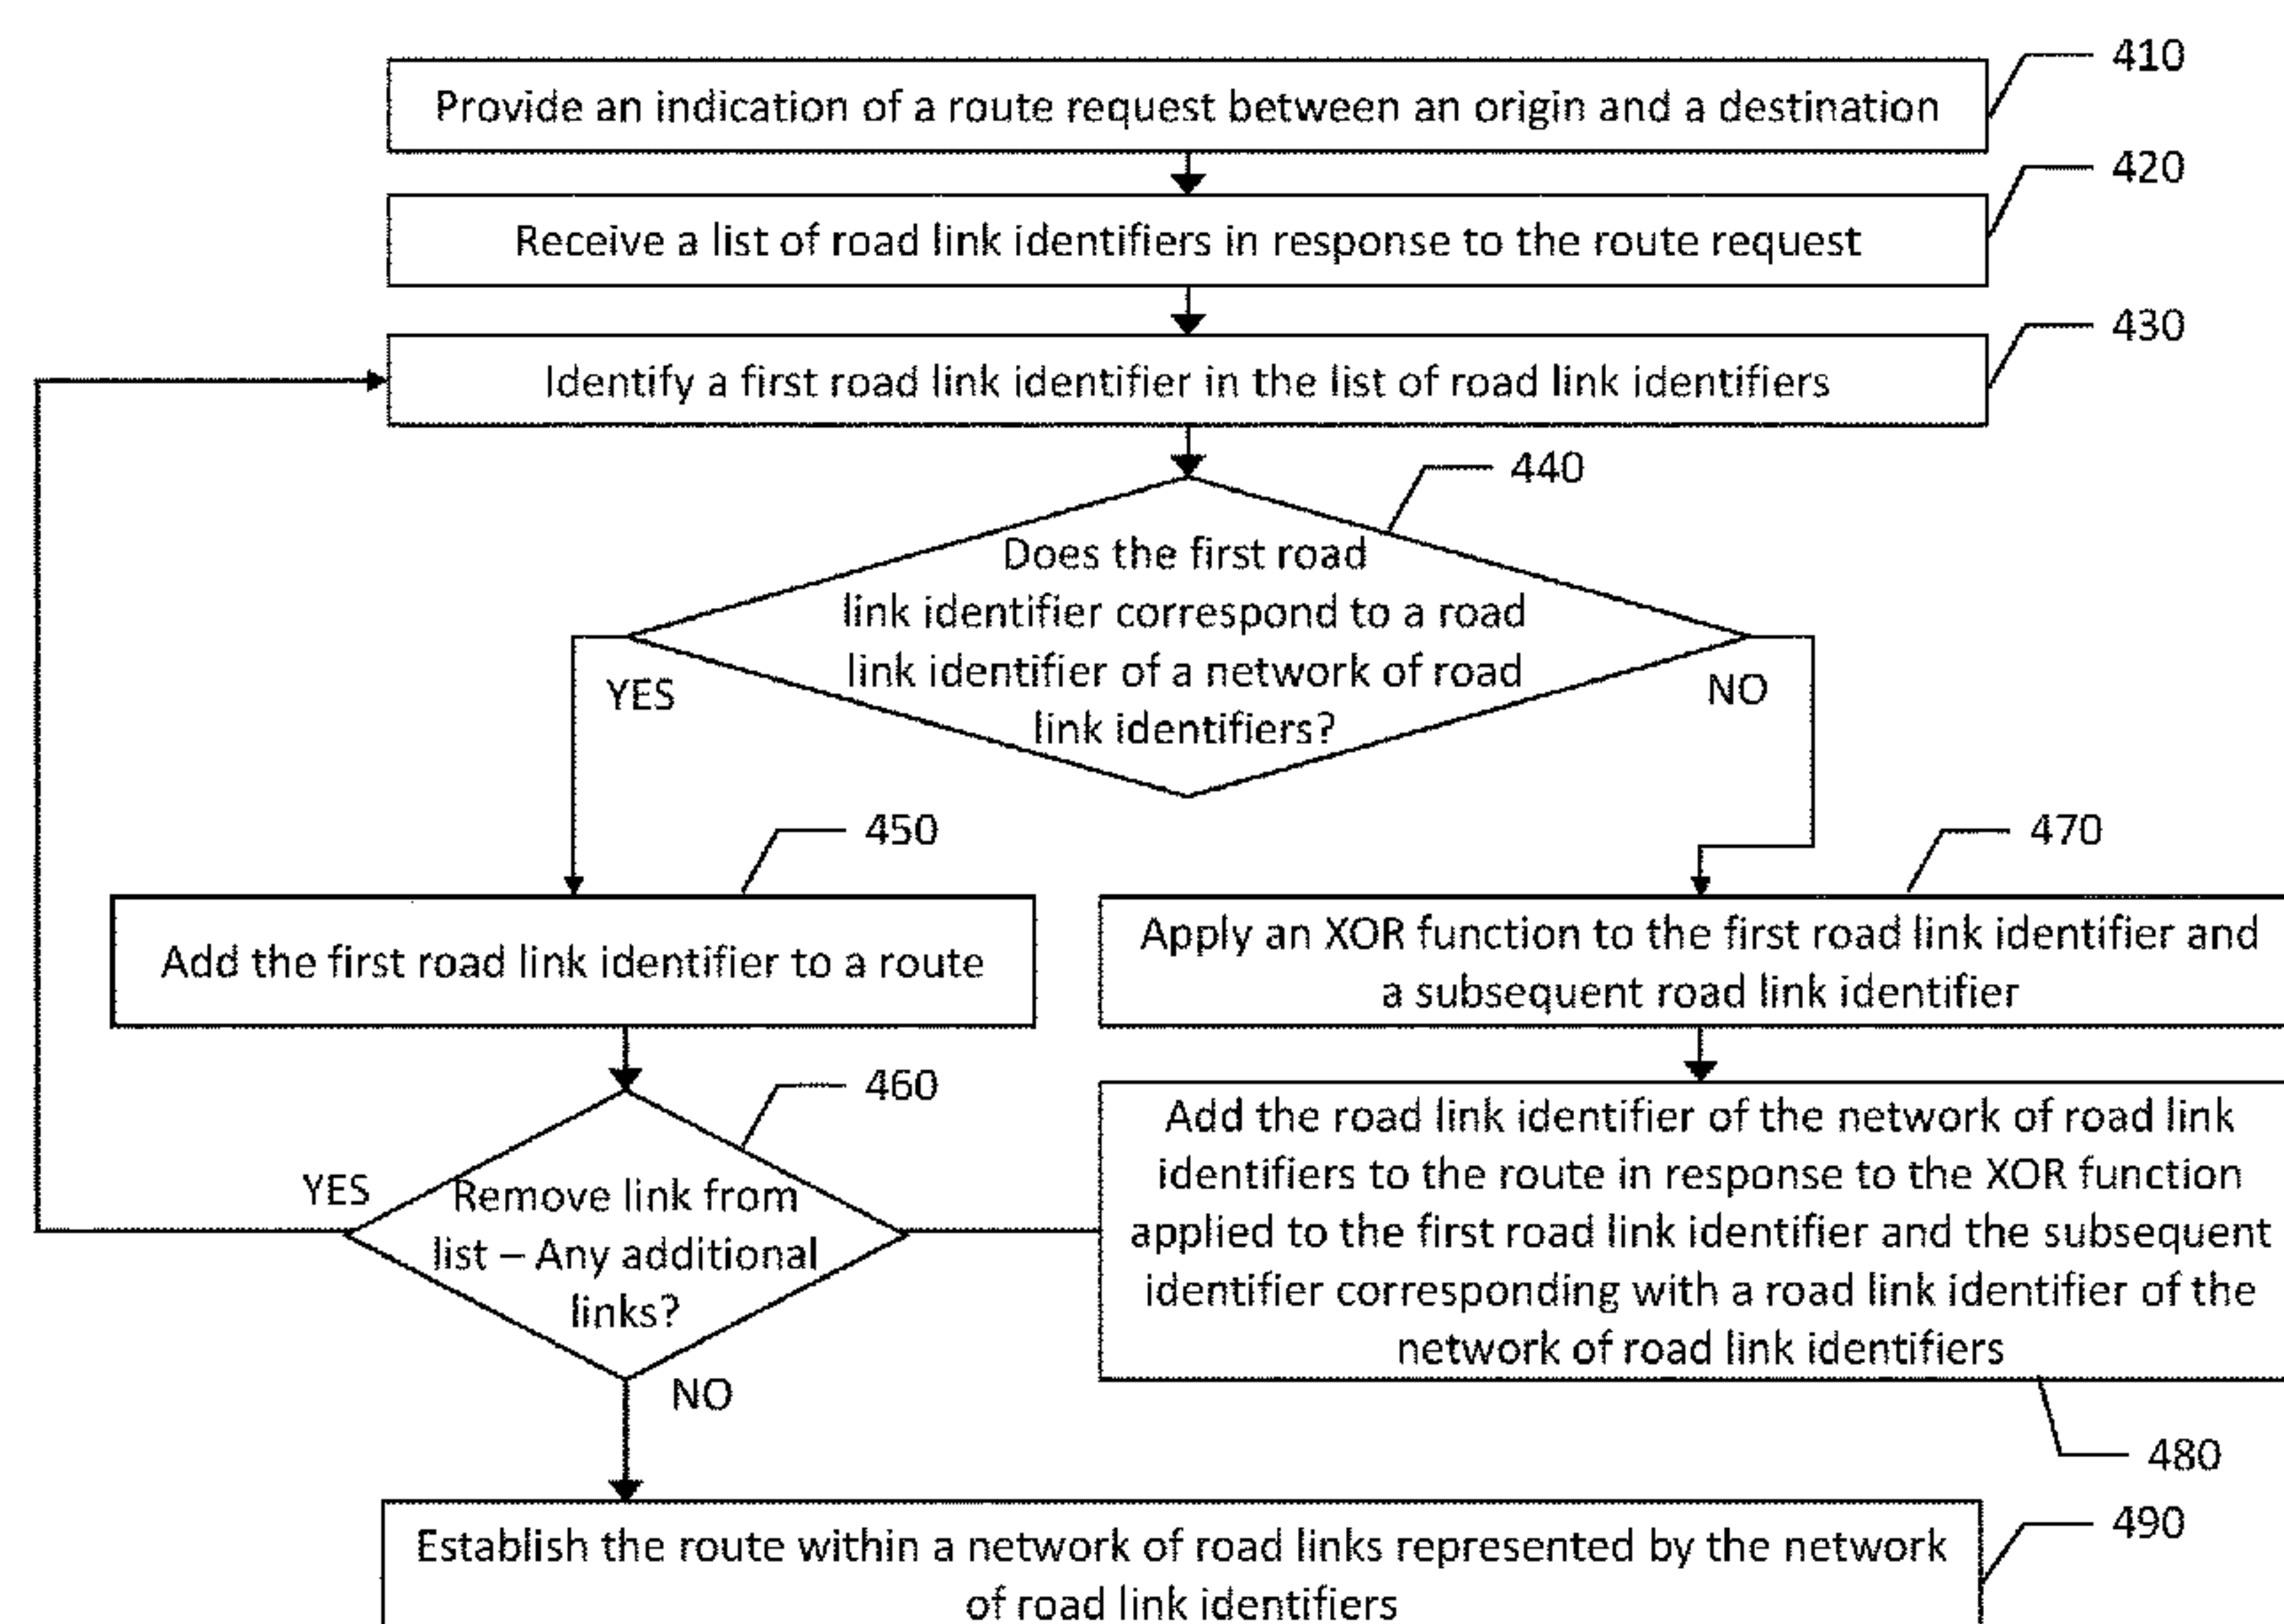 410
Provide an indication of a route request between an origin and a destination
420
Receive a list of road link identifiers in response to the route request
430
Identify a first road link identifier in the list of road link identifiers
440
Does the first road
link identifier correspond to a road
link identifier of a network of road
link identifiers?
YES
NO
450
470
Add the first road link identifier to a route
Apply an XOR function to the first road link identifier and
a subsequent road link identifier
460
YES
Remove link from
list – Any additional
links?
NO
Add the road link identifier of the network of road link
identifiers to the route in response to the XOR function
applied to the first road link identifier and the subsequent
identifier corresponding with a road link identifier of the
network of road link identifiers
480
490
Establish the route within a network of road links represented by the network
of road link identifiers